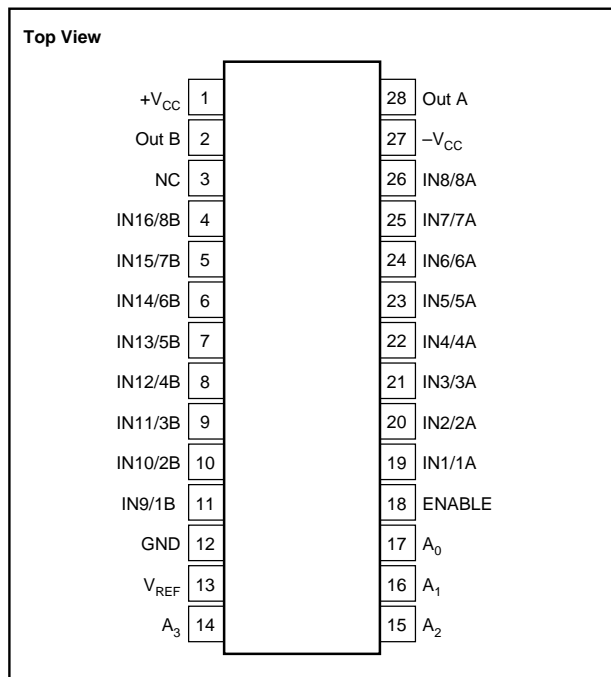 Top View
+VCC 1 28 Out A
Out B 2 27 –VCC
NC 3 26 IN8/8A
IN16/8B 4 25 IN7/7A
IN15/7B 5 24 IN6/6A
IN14/6B 6 23 IN5/5A
IN13/5B 7 22 IN4/4A
IN12/4B 8 21 IN3/3A
IN11/3B 9 20 IN2/2A
IN10/2B 10 19 IN1/1A
IN9/1B 11 18 ENABLE
GND 12 17 A0
VREF 13 16 A1
A3 14 15 A2